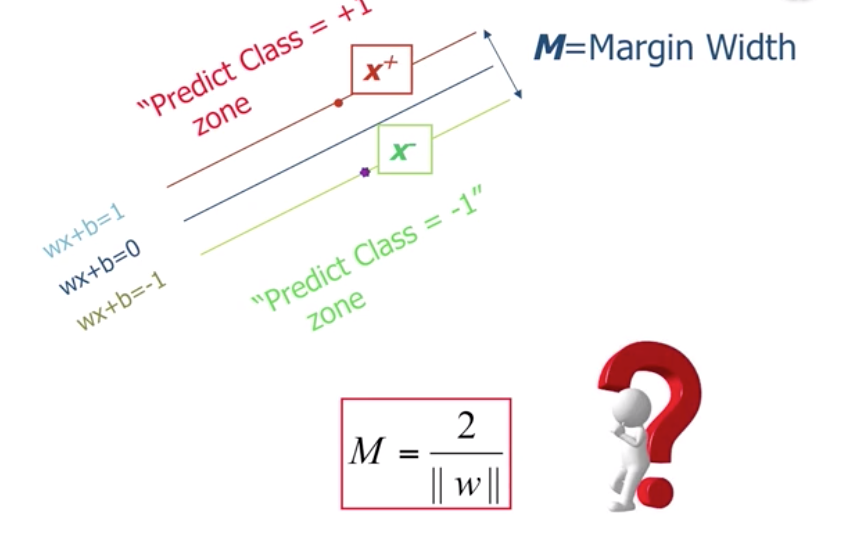 “Predict Class = +1
zone
M=Margin Width
x+
x-
wx+b=1
wx+b=0
wx+b=-1
“Predict Class = -1”
zone
M = 2 / || w ||